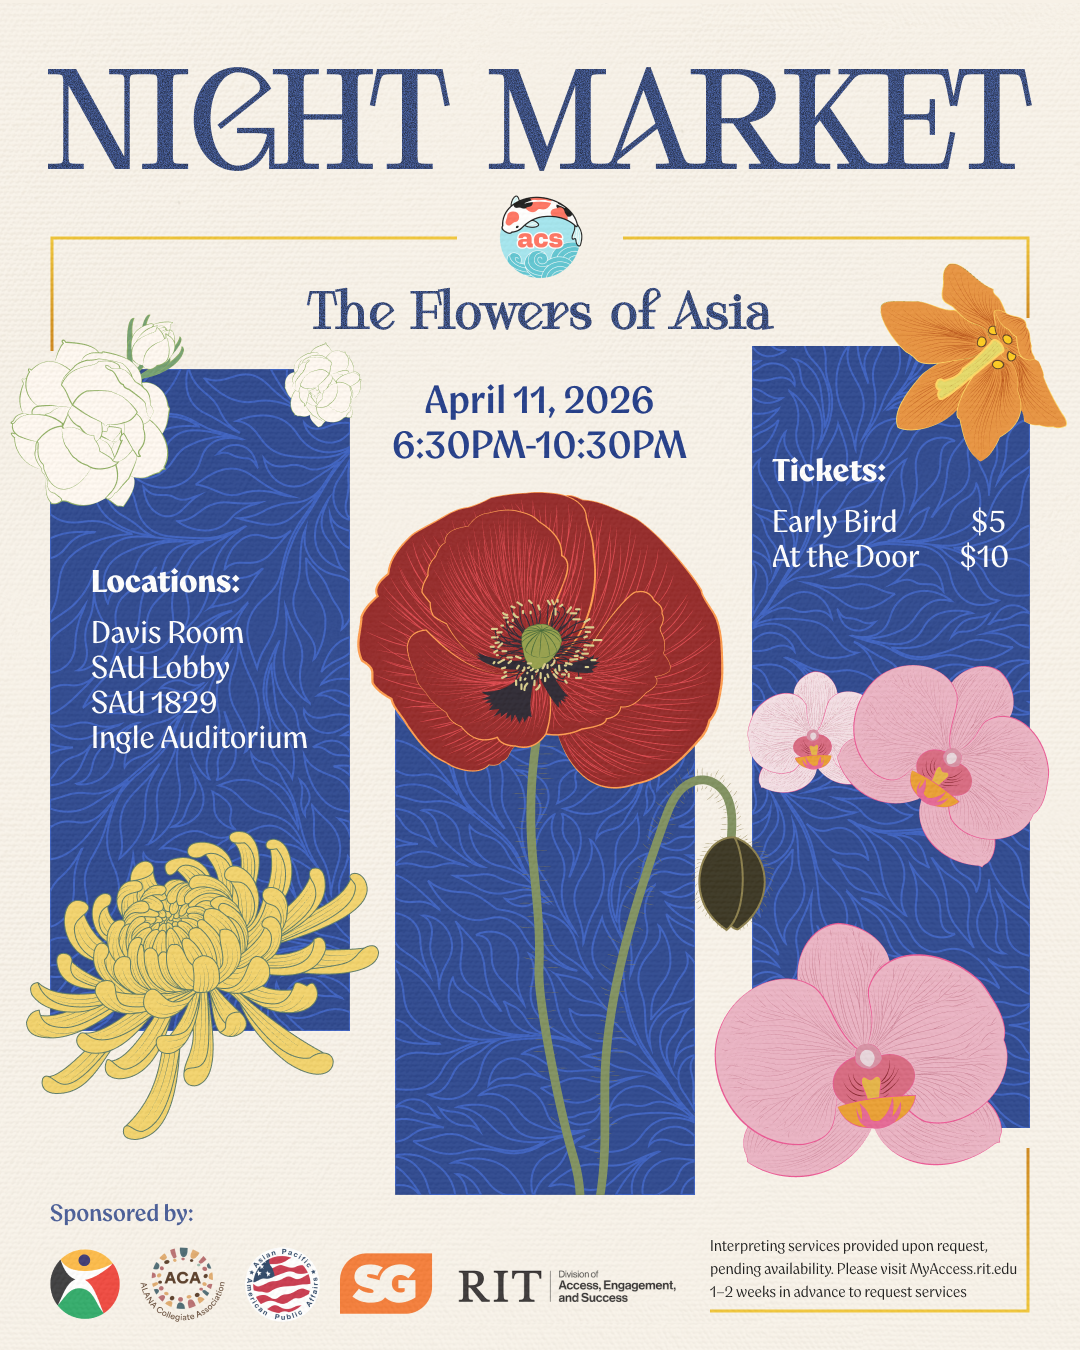 NIGHT MARKET
acs
The Flowers of Asia
April 11, 2026
6:30PM-10:30PM
Locations:
Davis Room
SAU Lobby
SAU 1829
Ingle Auditorium
Tickets:
Early Bird $5
At the Door $10
Sponsored by:
ACA
ALANA Collegiate Association
Asian Pacific
American Public Affairs
SG
RIT
Division of
Access, Engagement,
and Success
Interpreting services provided upon request,
pending availability. Please visit MyAccess.rit.edu
1–2 weeks in advance to request services